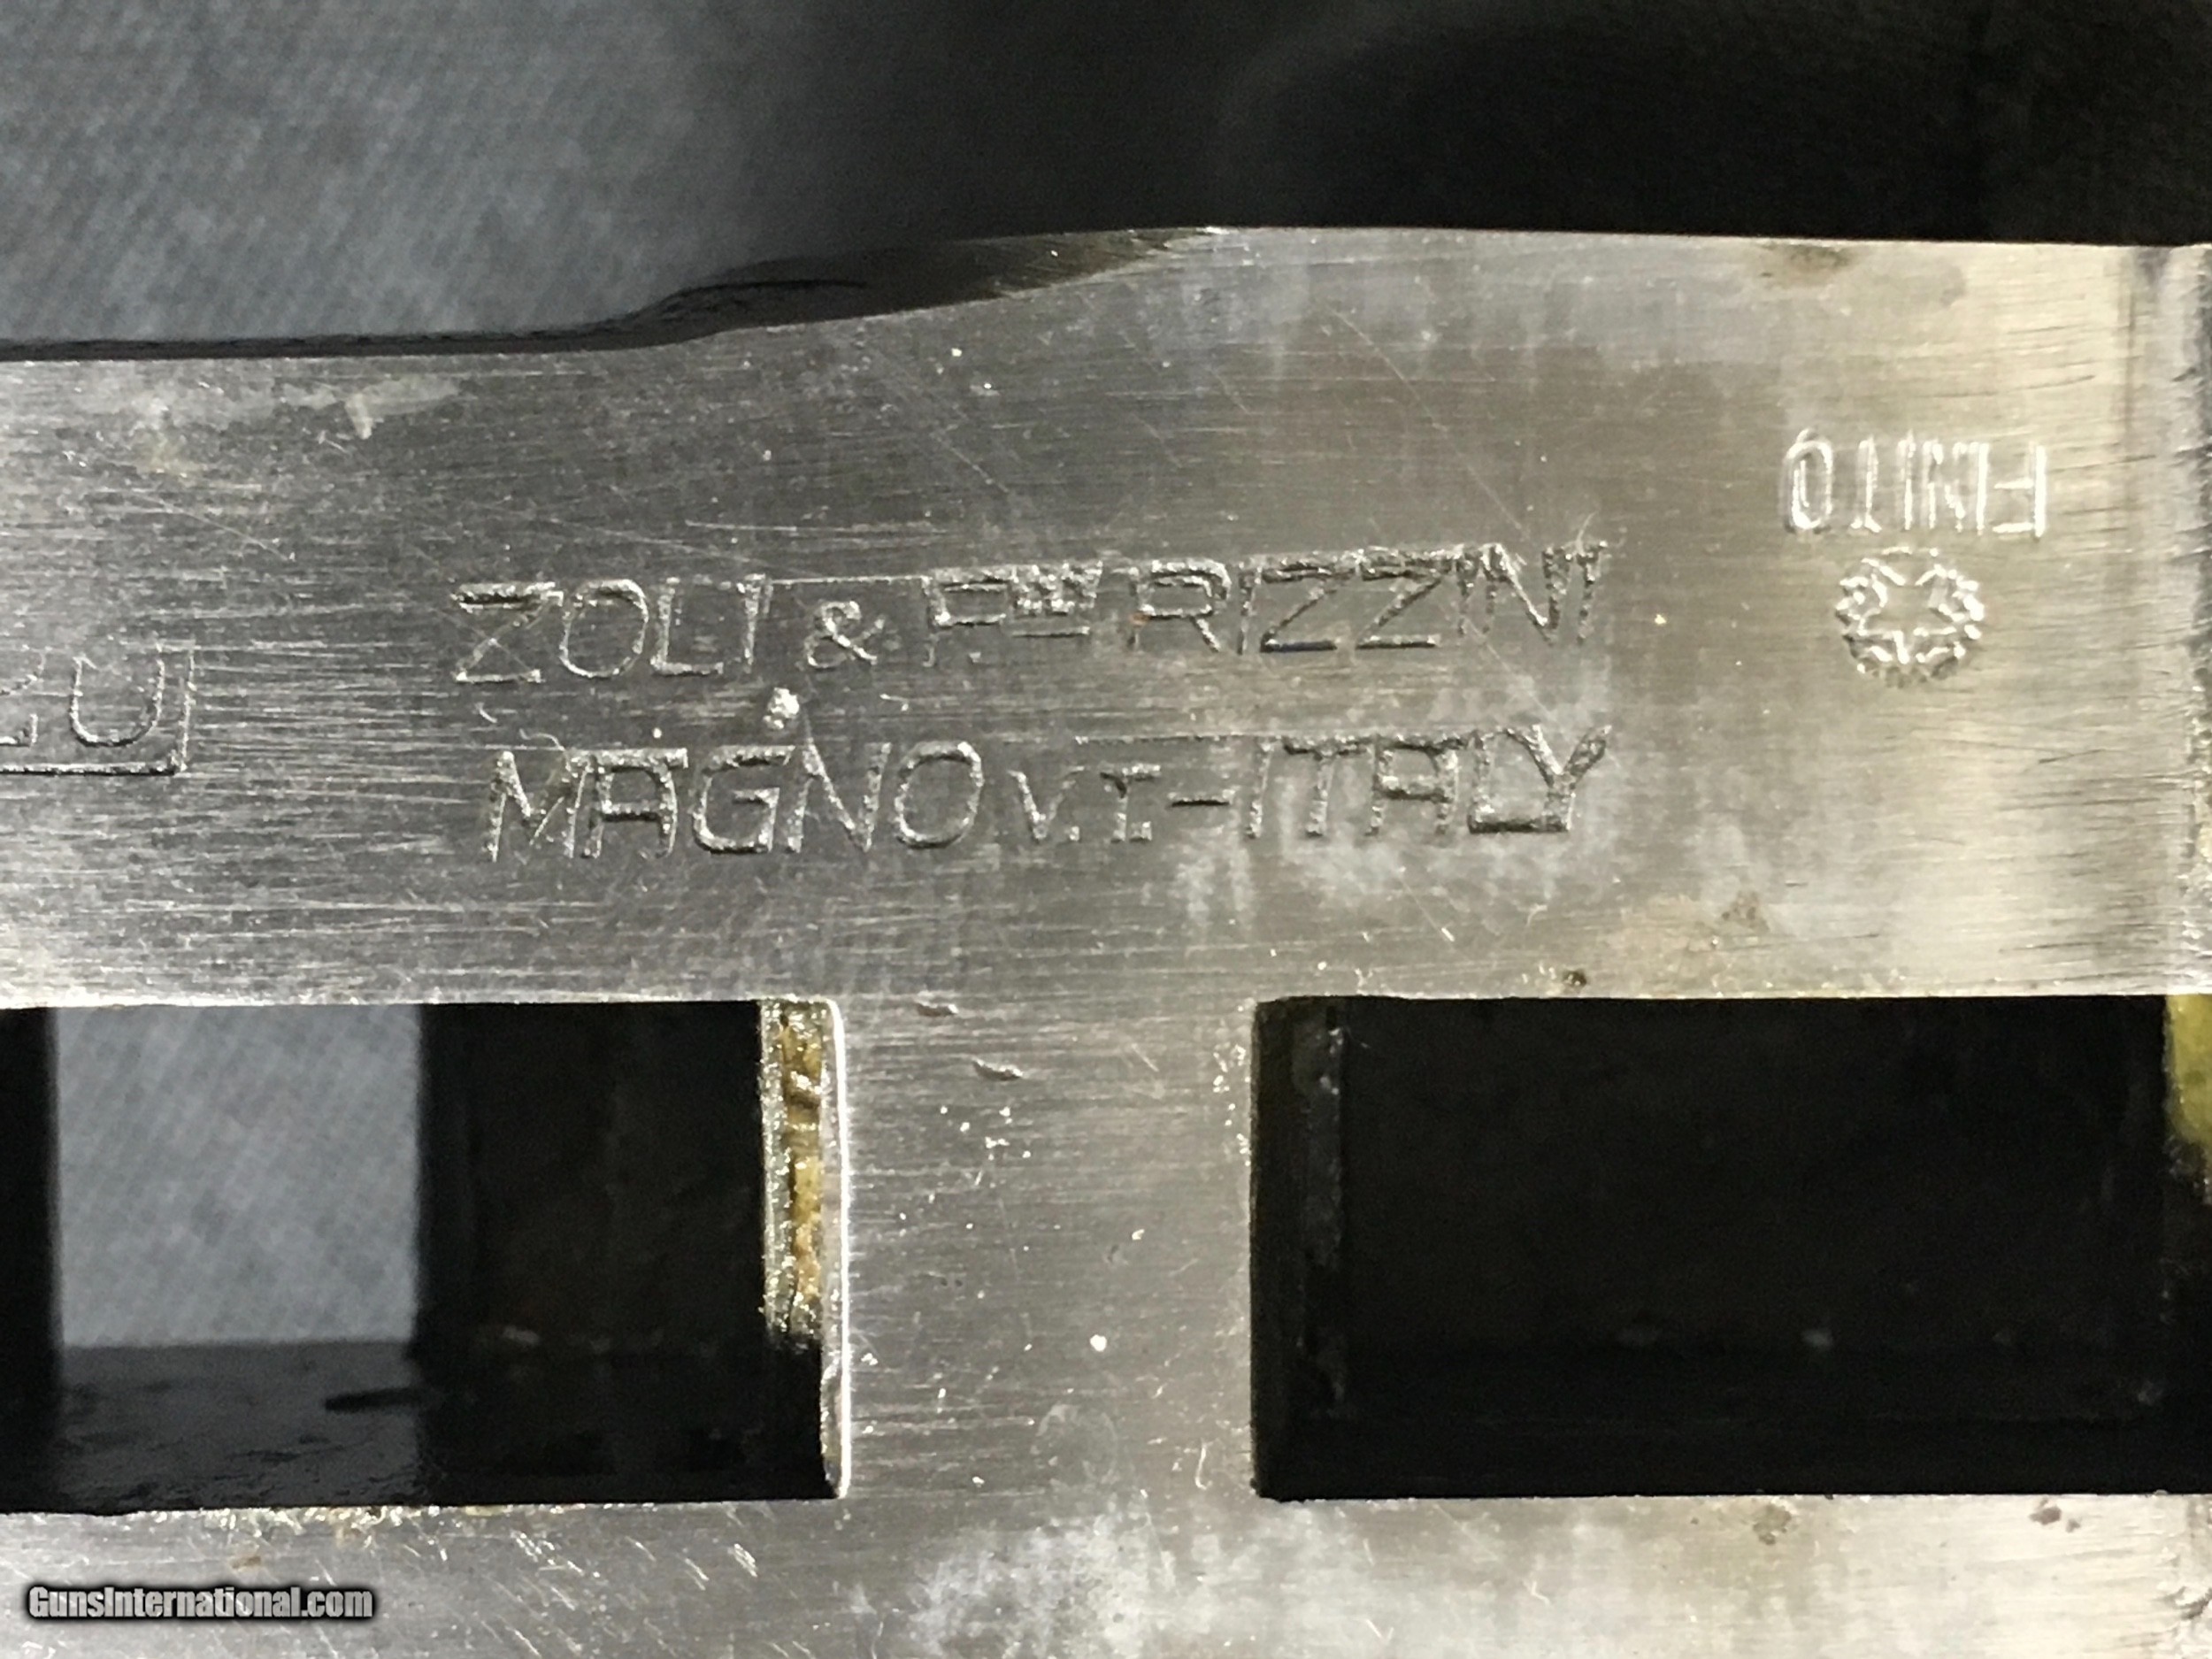 FINITO
ZOLI & F.LLI RIZZINI
MAGNO V.T.-ITALY
GunsInternational.com